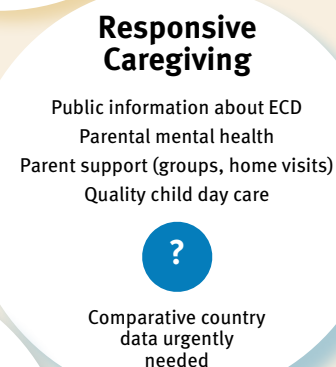 Responsive
Caregiving
Public information about ECD
Parental mental health
Parent support (groups, home visits)
Quality child day care
?
Comparative country
data urgently
needed